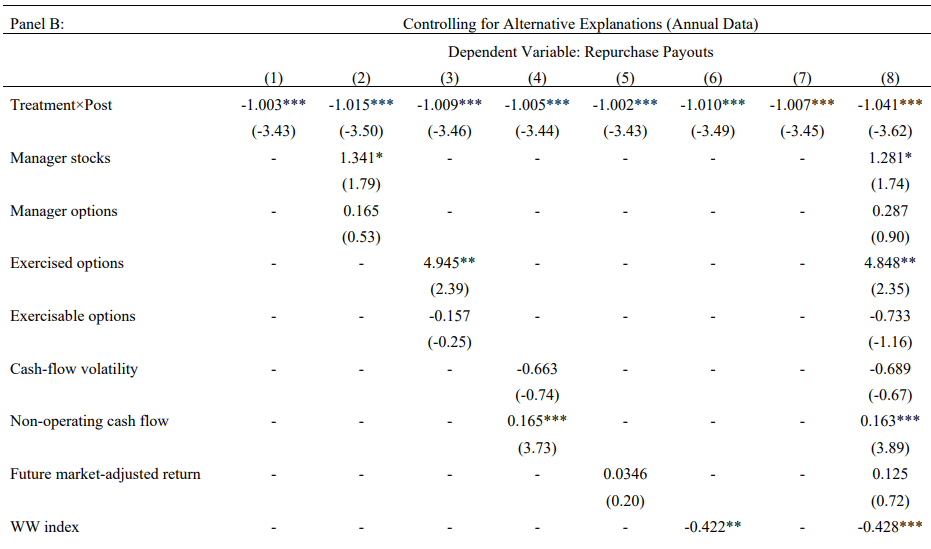 Panel B: Controlling for Alternative Explanations (Annual Data)
Dependent Variable: Repurchase Payouts
(1) (2) (3) (4) (5) (6) (7) (8)
Treatment×Post -1.003*** -1.015*** -1.009*** -1.005*** -1.002*** -1.010*** -1.007*** -1.041***
(-3.43) (-3.50) (-3.46) (-3.44) (-3.43) (-3.49) (-3.45) (-3.62)
Manager stocks - 1.341* - - - - - 1.281*
(1.79) (1.74)
Manager options - 0.165 - - - - - 0.287
(0.53) (0.90)
Exercised options - - 4.945** - - - - 4.848**
(2.39) (2.35)
Exercisable options - - -0.157 - - - - -0.733
(-0.25) (-1.16)
Cash-flow volatility - - - -0.663 - - - -0.689
(-0.74) (-0.67)
Non-operating cash flow - - - 0.165*** - - - 0.163***
(3.73) (3.89)
Future market-adjusted return - - - - 0.0346 - - 0.125
(0.20) (0.72)
WW index - - - - - -0.422** - -0.428***